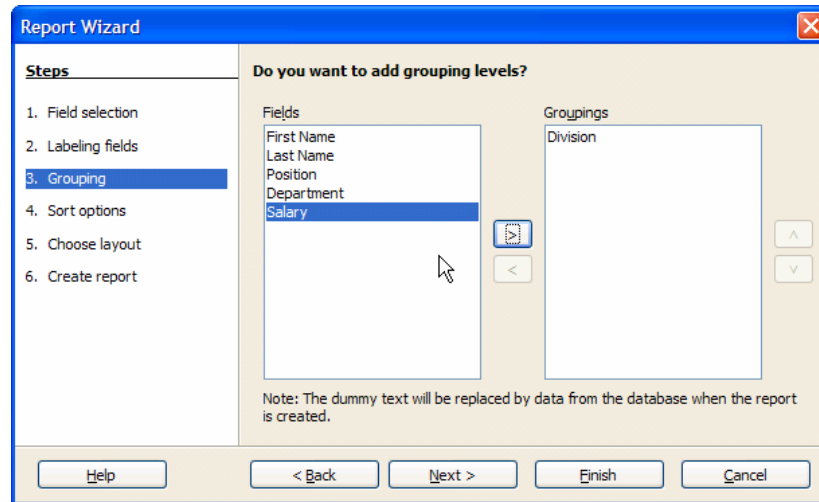 Report Wizard
Steps
1. Field selection
2. Labeling fields
3. Grouping
4. Sort options
5. Choose layout
6. Create report
Do you want to add grouping levels?
Fields
First Name
Last Name
Position
Department
Salary
>
<
Groupings
Division
^
v
Note: The dummy text will be replaced by data from the database when the report
is created.
Help
< Back
Next >
Finish
Cancel